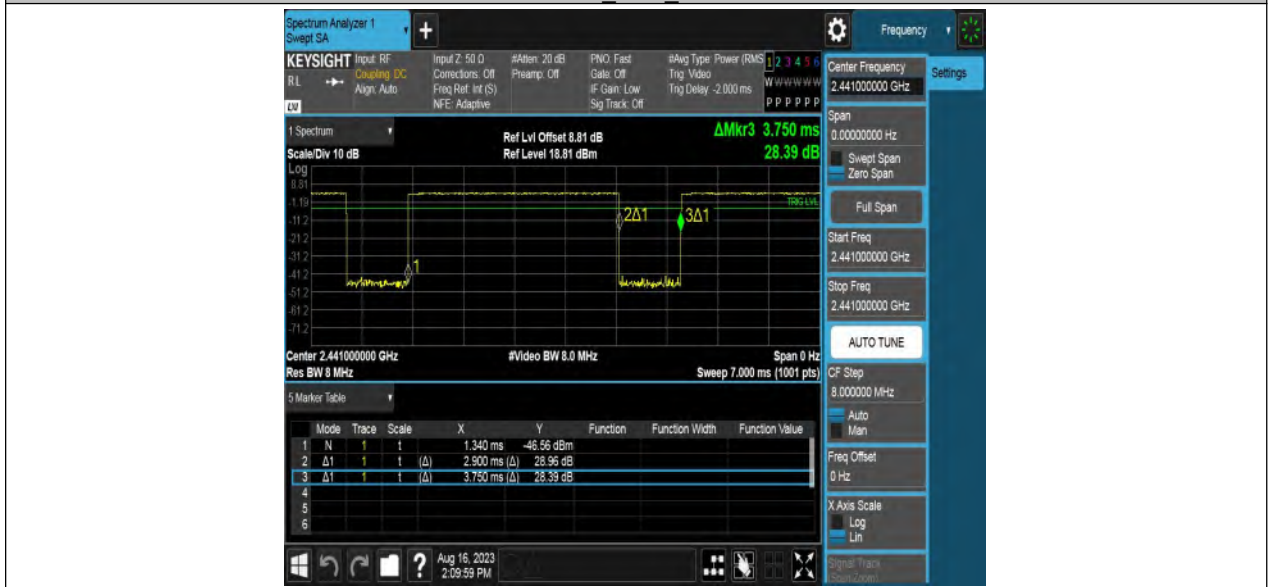 Spectrum Analyzer 1
Swept SA
+
Frequency
KEYSIGHT
Input: RF
Coupling: DC
Align: Auto
RL
LXI
Input Z: 50 Ω
Corrections: Off
Freq Ref: Int (S)
NFE: Adaptive
#Atten: 20 dB
Preamp: Off
PNO: Fast
Gate: Off
IF Gain: Low
Sig Track: Off
#Avg Type: Power (RMS
Trig: Video
Trig Delay: -2.000 ms
1 2 3 4 5 6
W W W W W W
P P P P P P
Center Frequency
2.441000000 GHz
Settings
1 Spectrum
Scale/Div 10 dB
Ref Lvl Offset 8.81 dB
Ref Level 18.81 dBm
ΔMkr3 3.750 ms
28.39 dB
Span
0.00000000 Hz
Swept Span
Zero Span
Full Span
Start Freq
2.441000000 GHz
Stop Freq
2.441000000 GHz
AUTO TUNE
CF Step
8.000000 MHz
Auto
Man
Freq Offset
0 Hz
X Axis Scale
Log
Lin
Signal Track
(Span Zoom)
Log
8.81
-1.19
-11.2
-21.2
-31.2
-41.2
-51.2
-61.2
-71.2
TRIG LVL
1
2Δ1
3Δ1
Center 2.441000000 GHz
#Video BW 8.0 MHz
Span 0 Hz
Res BW 8 MHz
Sweep 7.000 ms (1001 pts)
5 Marker Table
Mode Trace Scale X Y Function Function Width Function Value
1 N 1 t 1.340 ms -46.56 dBm
2 Δ1 1 t (Δ) 2.900 ms (Δ) 28.96 dB
3 Δ1 1 t (Δ) 3.750 ms (Δ) 28.39 dB
4
5
6
?
Aug 16, 2023
2:09:59 PM